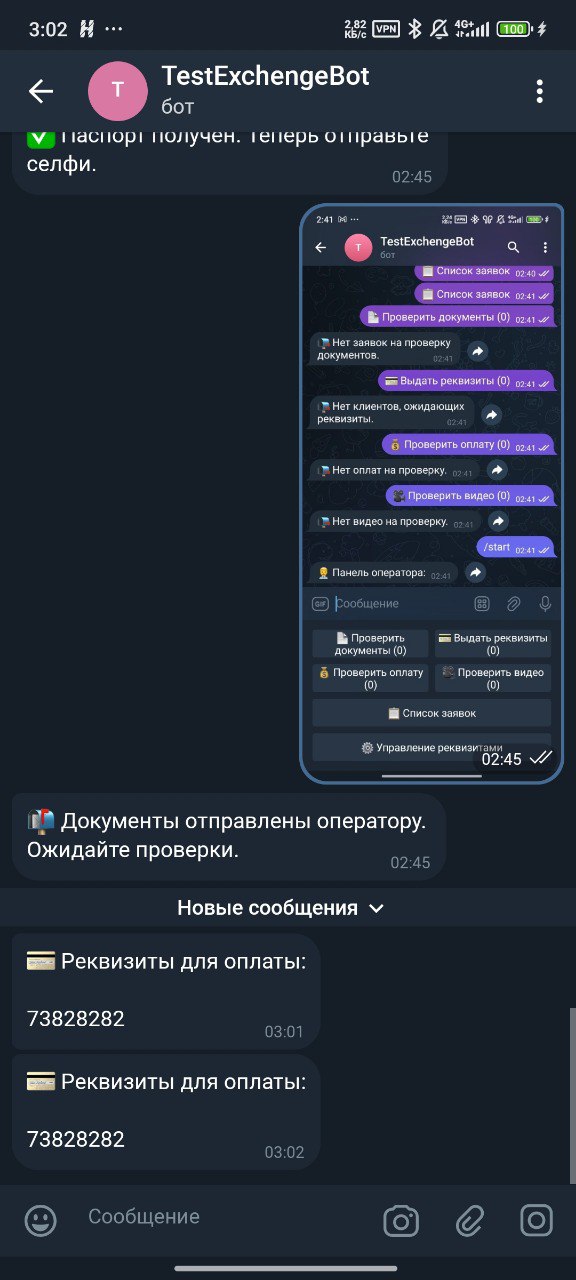 3:02
2,82
КБ/с
VPN
4G+
100
T
TestExchengeBot
бот
✅ Паспорт получен. Теперь отправьте
селфи.
02:45
2:41
TestExchengeBot
бот
📋 Список заявок 02:40
📋 Список заявок 02:41
📄 Проверить документы (0) 02:41
📭 Нет заявок на проверку
документов.
02:41
💳 Выдать реквизиты (0) 02:41
📭 Нет клиентов, ожидающих
реквизиты.
02:41
💰 Проверить оплату (0) 02:41
📭 Нет оплат на проверку. 02:41
🎥 Проверить видео (0) 02:41
📭 Нет видео на проверку. 02:41
/start 02:41
👨‍💼 Панель оператора: 02:41
GIF Сообщение
📄 Проверить
документы (0)
💳 Выдать реквизиты
(0)
💰 Проверить оплату
(0)
🎥 Проверить видео
(0)
📋 Список заявок
⚙️ Управление реквизитами
02:45
📬 Документы отправлены оператору.
Ожидайте проверки.
02:45
Новые сообщения
💳 Реквизиты для оплаты:
73828282
03:01
💳 Реквизиты для оплаты:
73828282
03:02
Сообщение